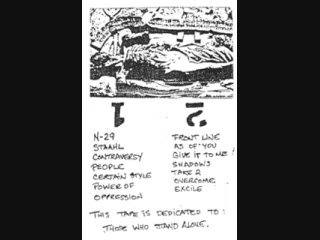 1
2.
N-29
STAAHL
CONTRAVERSY
PEOPLE
CERTAIN STYLE
POWER OF
OPPRESSION
FRONT LINE
AS OF YOU
GIVE IT TO ME!
SHADOWS
TAKE 2
OVERCOME
EXCILE
THIS TAPE IS DEDICATED TO:
THOSE WHO STAND ALONE.